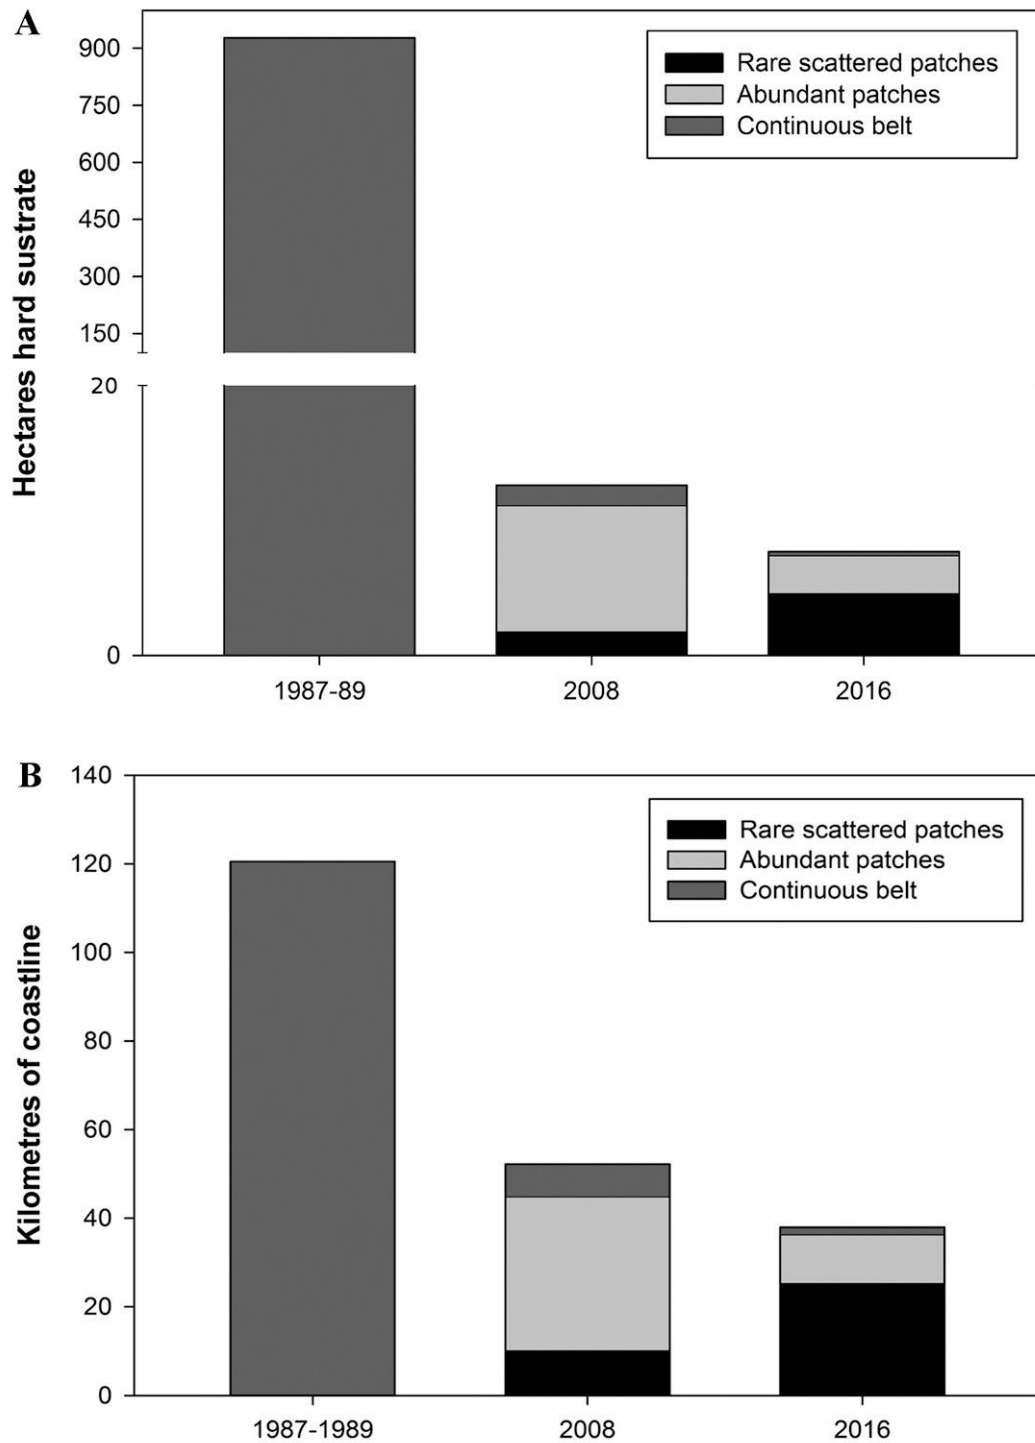 A
900
750
600
450
300
150
20
0
Hectares hard sustrate
Rare scattered patches
Abundant patches
Continuous belt
1987-89
2008
2016
B
140
120
100
80
60
40
20
0
Kilometres of coastline
Rare scattered patches
Abundant patches
Continuous belt
1987-1989
2008
2016